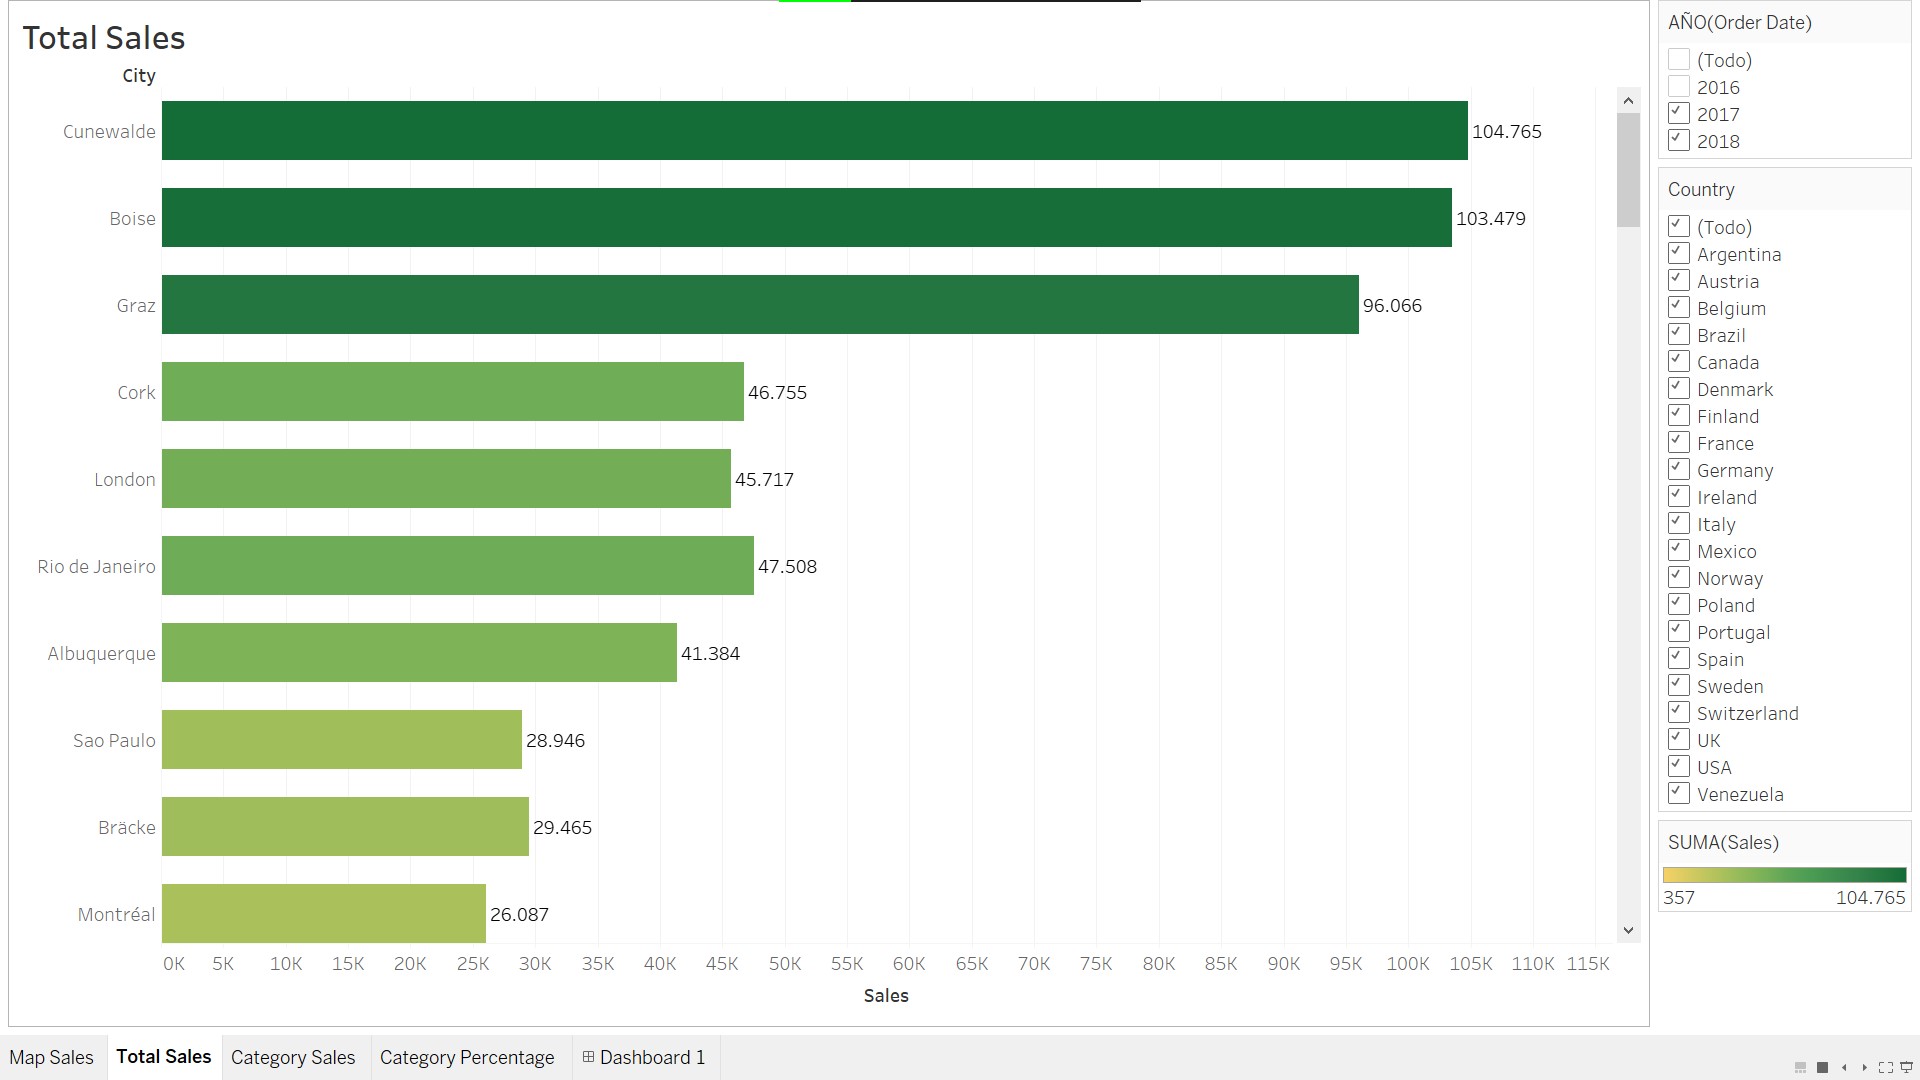 Total Sales
City
Cunewalde 104.765
Boise 103.479
Graz 96.066
Cork 46.755
London 45.717
Rio de Janeiro 47.508
Albuquerque 41.384
Sao Paulo 28.946
Bräcke 29.465
Montréal 26.087
0K 5K 10K 15K 20K 25K 30K 35K 40K 45K 50K 55K 60K 65K 70K 75K 80K 85K 90K 95K 100K 105K 110K 115K
Sales
AÑO(Order Date)
(Todo)
2016
2017
2018
Country
(Todo)
Argentina
Austria
Belgium
Brazil
Canada
Denmark
Finland
France
Germany
Ireland
Italy
Mexico
Norway
Poland
Portugal
Spain
Sweden
Switzerland
UK
USA
Venezuela
SUMA(Sales)
357 104.765
Map Sales Total Sales Category Sales Category Percentage Dashboard 1